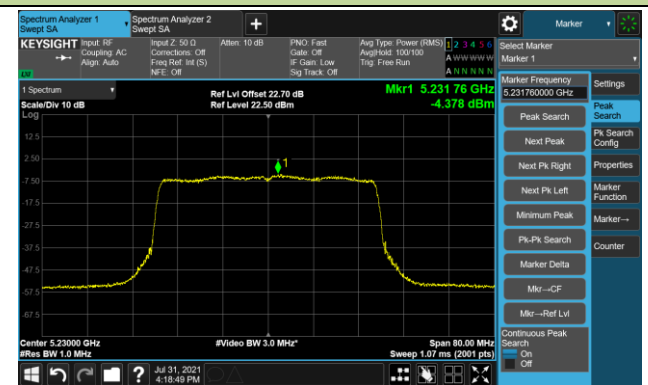 Spectrum Analyzer 1
Swept SA
Spectrum Analyzer 2
Swept SA
+
Marker
KEYSIGHT
Input: RF
Coupling: AC
Align: Auto
Input Z: 50 Ω
Corrections: Off
Freq Ref: Int (S)
NFE: Off
Atten: 10 dB
PNO: Fast
Gate: Off
IF Gain: Low
Sig Track: Off
Avg Type: Power (RMS)
Avg|Hold: 100/100
Trig: Free Run
1 2 3 4 5 6
A W W W W W
A N N N N N
Select Marker
Marker 1
1 Spectrum
Scale/Div 10 dB
Log
Ref Lvl Offset 22.70 dB
Ref Level 22.50 dBm
Mkr1 5.231 76 GHz
-4.378 dBm
12.5
2.50
-7.50
-17.5
-27.5
-37.5
-47.5
-57.5
-67.5
1
Center 5.23000 GHz
#Res BW 1.0 MHz
#Video BW 3.0 MHz*
Span 80.00 MHz
Sweep 1.07 ms (2001 pts)
Marker Frequency
5.231760000 GHz
Peak Search
Next Peak
Next Pk Right
Next Pk Left
Minimum Peak
Pk-Pk Search
Marker Delta
Mkr→CF
Mkr→Ref Lvl
Continuous Peak
Search
On
Off
Settings
Peak
Search
Pk Search
Config
Properties
Marker
Function
Marker→
Counter
?
Jul 31, 2021
4:18:49 PM